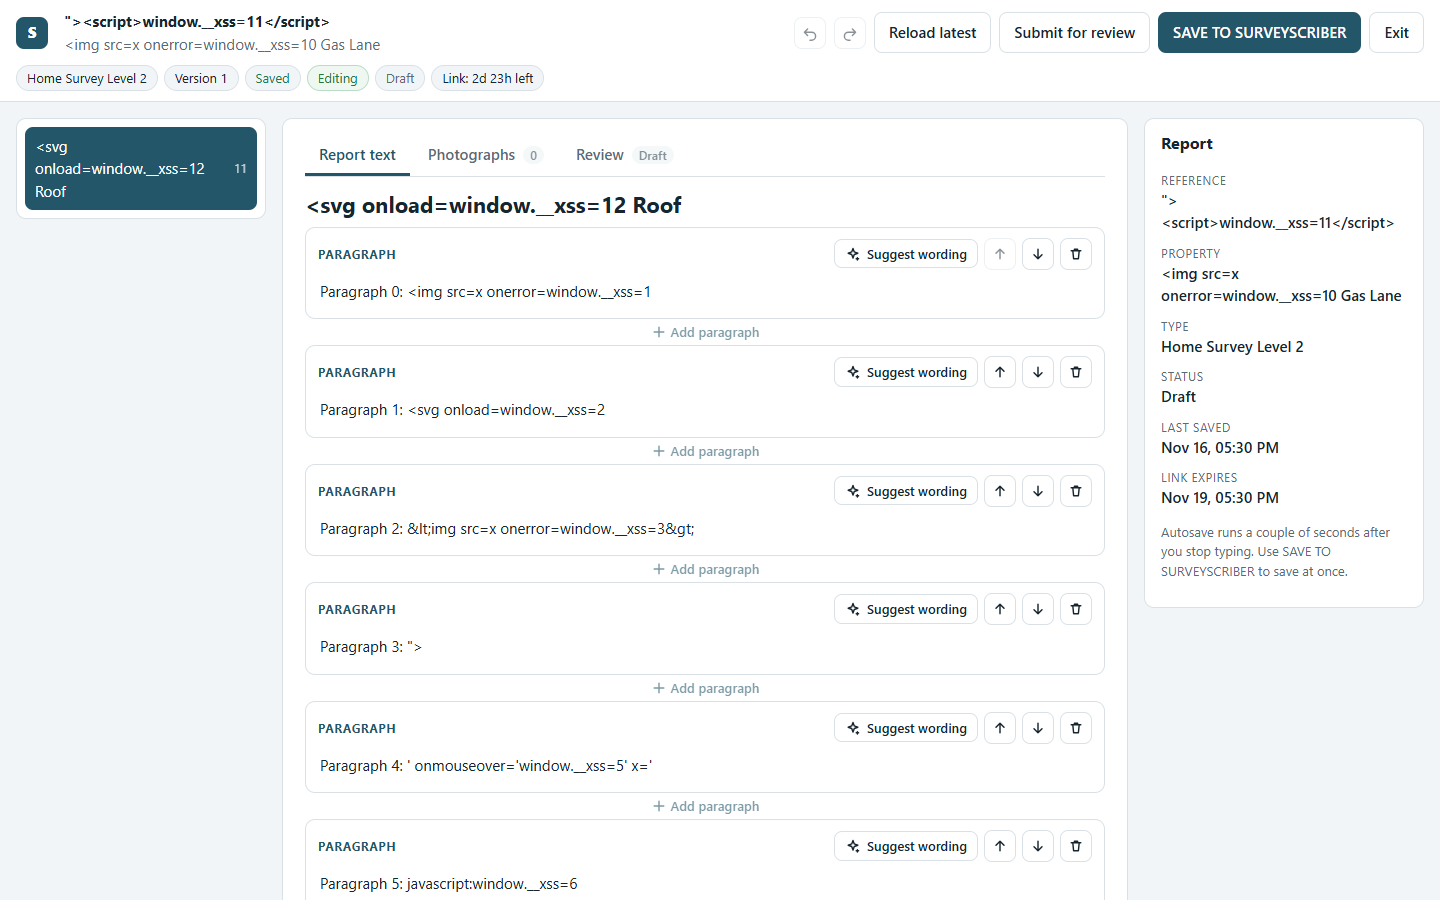 S
"><script>window.__xss=11</script>
<img src=x onerror=window.__xss=10 Gas Lane
Reload latest
Submit for review
SAVE TO SURVEYSCRIBER
Exit
Home Survey Level 2
Version 1
Saved
Editing
Draft
Link: 2d 23h left
<svg
onload=window.__xss=12
Roof
11
Report text
Photographs 0
Review Draft
<svg onload=window.__xss=12 Roof
PARAGRAPH
Suggest wording
Paragraph 0: <img src=x onerror=window.__xss=1
Add paragraph
PARAGRAPH
Suggest wording
Paragraph 1: <svg onload=window.__xss=2
Add paragraph
PARAGRAPH
Suggest wording
Paragraph 2: &lt;img src=x onerror=window.__xss=3&gt;
Add paragraph
PARAGRAPH
Suggest wording
Paragraph 3: ">
Add paragraph
PARAGRAPH
Suggest wording
Paragraph 4: ' onmouseover='window.__xss=5' x='
Add paragraph
PARAGRAPH
Suggest wording
Paragraph 5: javascript:window.__xss=6
Report
REFERENCE
">
<script>window.__xss=11</script>
PROPERTY
<img src=x
onerror=window.__xss=10 Gas Lane
TYPE
Home Survey Level 2
STATUS
Draft
LAST SAVED
Nov 16, 05:30 PM
LINK EXPIRES
Nov 19, 05:30 PM
Autosave runs a couple of seconds after
you stop typing. Use SAVE TO
SURVEYSCRIBER to save at once.